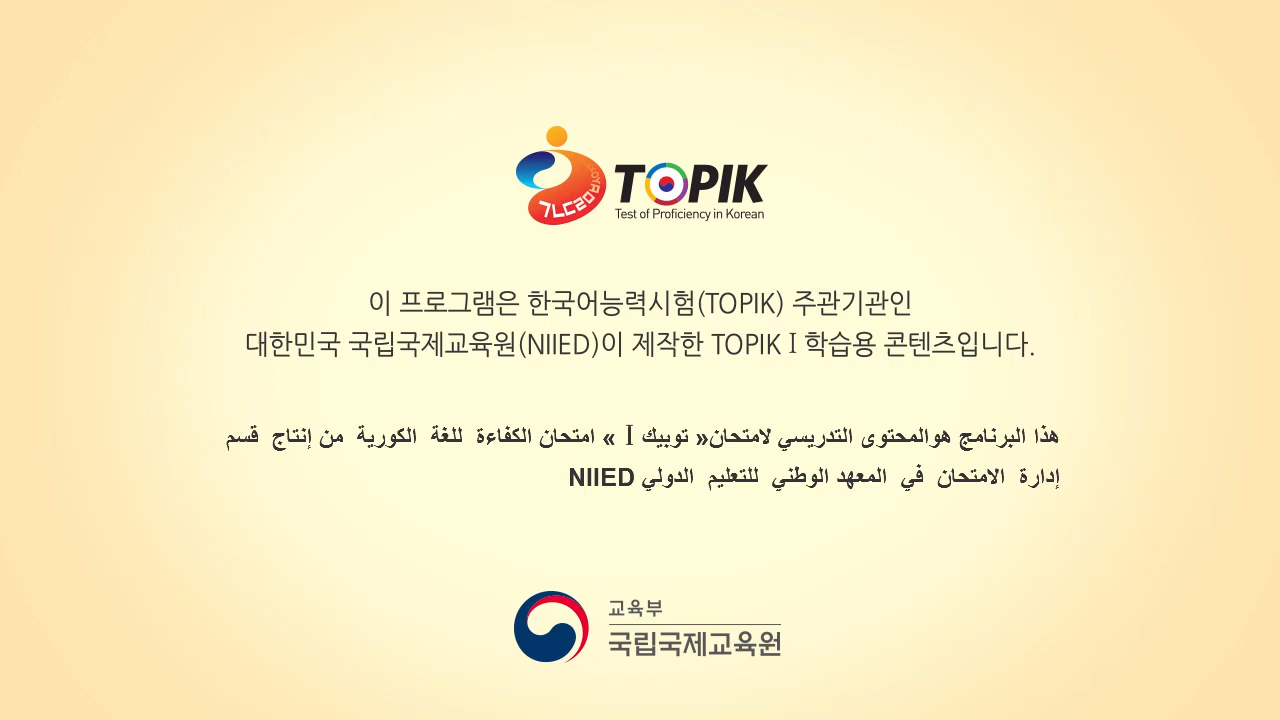 TOPIK
Test of Proficiency in Korean
이 프로그램은 한국어능력시험(TOPIK) 주관기관인
대한민국 국립국제교육원(NIIED)이 제작한 TOPIK Ⅰ 학습용 콘텐츠입니다.
هذا البرنامج هوالمحتوى التدريسي لامتحان« توبيك Ⅰ » امتحان الكفاءة للغة الكورية من إنتاج قسم
إدارة الامتحان في المعهد الوطني للتعليم الدولي NIIED
교육부
국립국제교육원